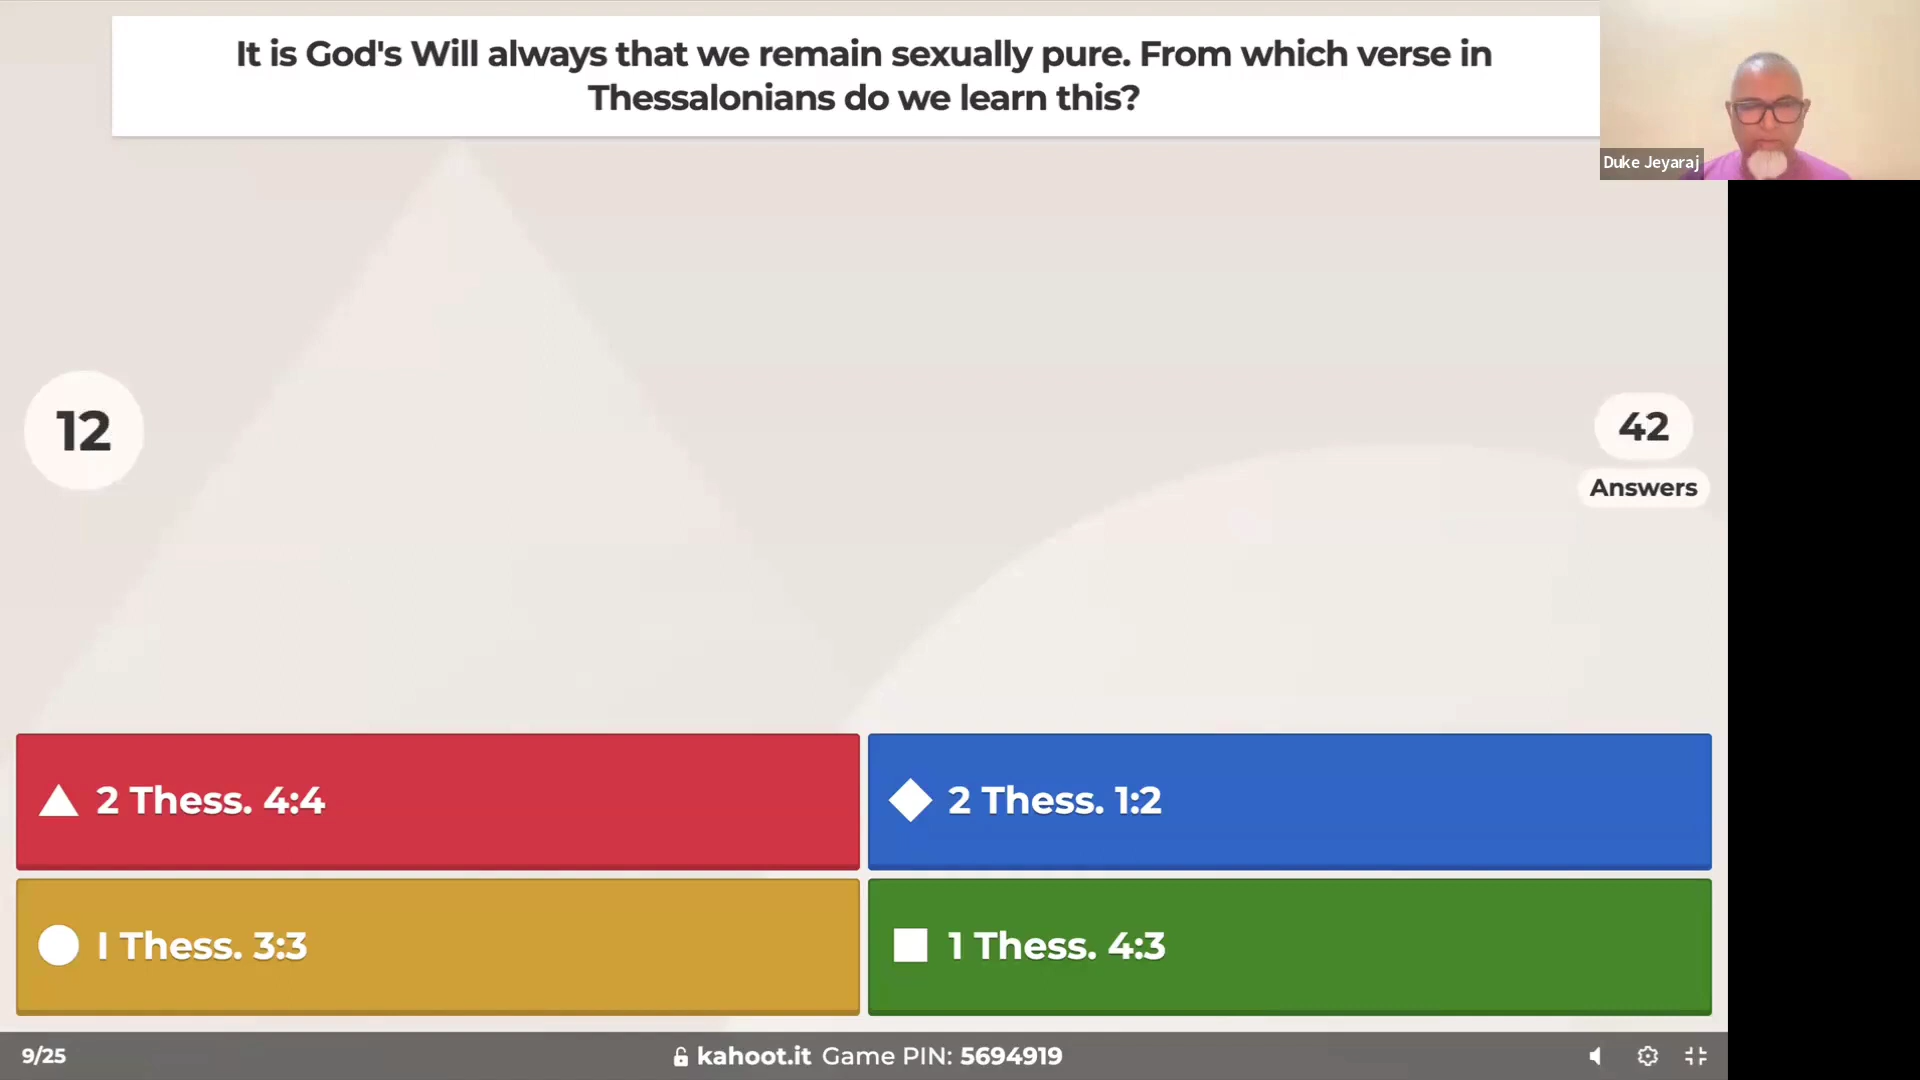 It is God's Will always that we remain sexually pure. From which verse in
Thessalonians do we learn this?
Duke Jeyaraj
12
42
Answers
2 Thess. 4:4
2 Thess. 1:2
I Thess. 3:3
1 Thess. 4:3
9/25
kahoot.it Game PIN: 5694919